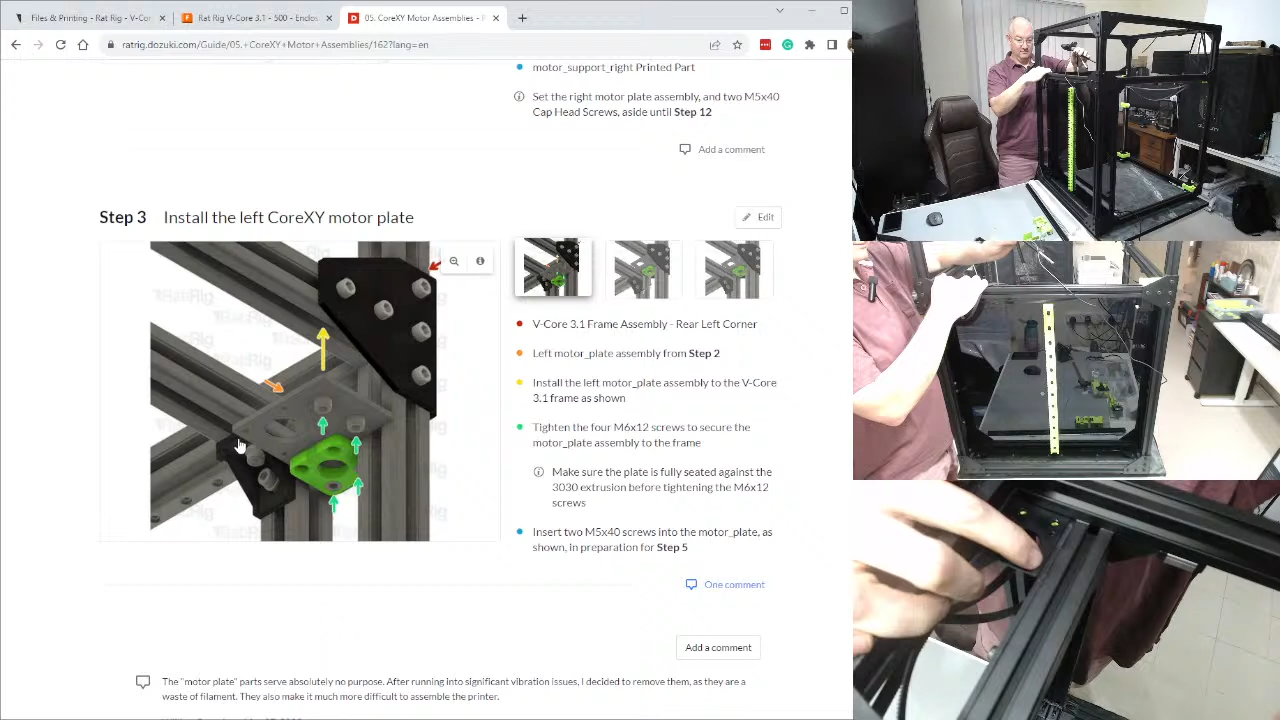 Files & Printing - Rat Rig V-C
Rat Rig V-Core 3.1 - 500 - Endos
05. CoreXY Motor Assemblies - R
ratrig.dozuki.com/Guide/05.+CoreXY+Motor+Assemblies/162?lang=en
motor_support_right Printed Part
Set the right motor plate assembly, and two M5x40
Cap Head Screws, aside until Step 12
Add a comment
Step 3 Install the left CoreXY motor plate
Edit
V-Core 3.1 Frame Assembly - Rear Left Corner
Left motor_plate assembly from Step 2
Install the left motor_plate assembly to the V-Core
3.1 frame as shown
Tighten the four M6x12 screws to secure the
motor_plate assembly to the frame
Make sure the plate is fully seated against the
3030 extrusion before tightening the M6x12
screws
Insert two M5x40 screws into the motor_plate, as
shown, in preparation for Step 5
One comment
Add a comment
The "motor plate" parts serve absolutely no purpose. After running into significant vibration issues, I decided to remove them, as they are a
waste of filament. They also make it much more difficult to assemble the printer.